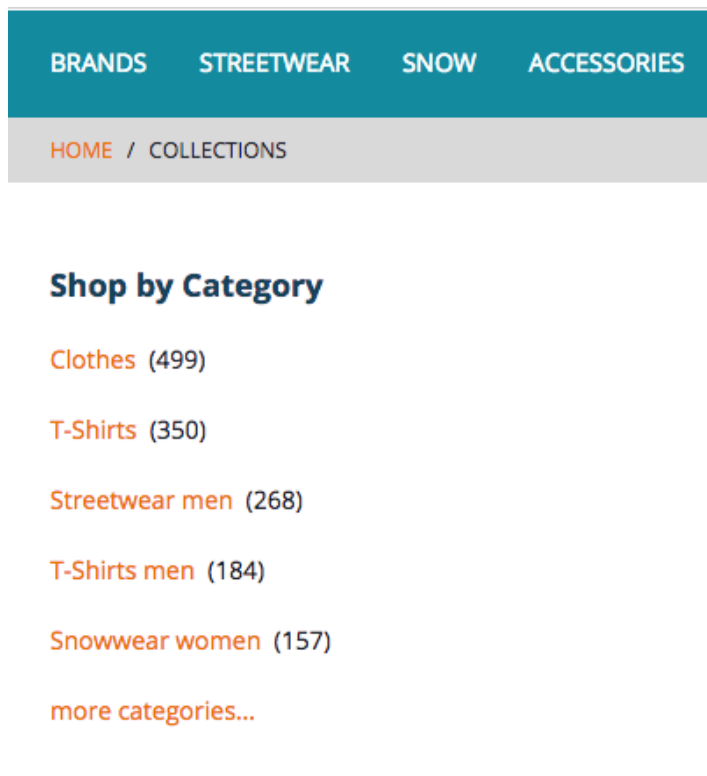 BRANDS STREETWEAR SNOW ACCESSORIES
HOME / COLLECTIONS
Shop by Category
Clothes (499)
T-Shirts (350)
Streetwear men (268)
T-Shirts men (184)
Snowwear women (157)
more categories...